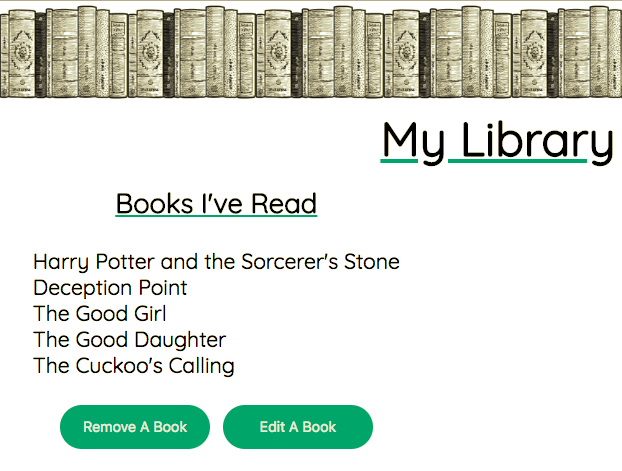 My Library
Books I've Read
Harry Potter and the Sorcerer's Stone
Deception Point
The Good Girl
The Good Daughter
The Cuckoo's Calling
Remove A Book
Edit A Book